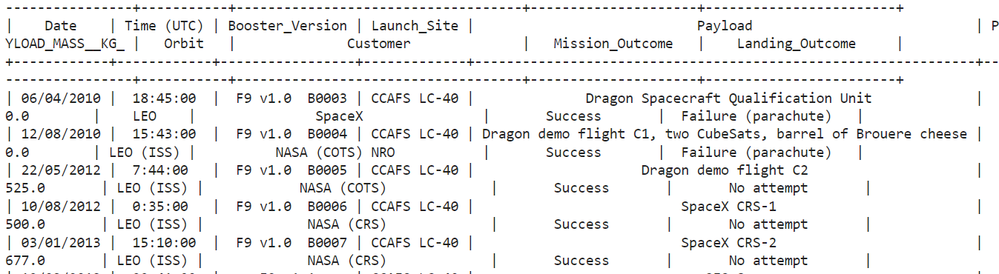 ----------------+-----------+-------------------------------------+----------------------+------------------------+
| Date | Time (UTC) | Booster_Version | Launch_Site | Payload | P
YLOAD_MASS__KG_ | Orbit | Customer | Mission_Outcome | Landing_Outcome |
+------------+------------+-----------------+-------------+---------------------------------------------------------------+--
----------------+-----------+-------------------------------------+----------------------+------------------------+
| 06/04/2010 | 18:45:00 | F9 v1.0 B0003 | CCAFS LC-40 | Dragon Spacecraft Qualification Unit |
0.0 | LEO | SpaceX | Success | Failure (parachute) |
| 12/08/2010 | 15:43:00 | F9 v1.0 B0004 | CCAFS LC-40 | Dragon demo flight C1, two CubeSats, barrel of Brouere cheese |
0.0 | LEO (ISS) | NASA (COTS) NRO | Success | Failure (parachute) |
| 22/05/2012 | 7:44:00 | F9 v1.0 B0005 | CCAFS LC-40 | Dragon demo flight C2 |
525.0 | LEO (ISS) | NASA (COTS) | Success | No attempt |
| 10/08/2012 | 0:35:00 | F9 v1.0 B0006 | CCAFS LC-40 | SpaceX CRS-1 |
500.0 | LEO (ISS) | NASA (CRS) | Success | No attempt |
| 03/01/2013 | 15:10:00 | F9 v1.0 B0007 | CCAFS LC-40 | SpaceX CRS-2 |
677.0 | LEO (ISS) | NASA (CRS) | Success | No attempt |